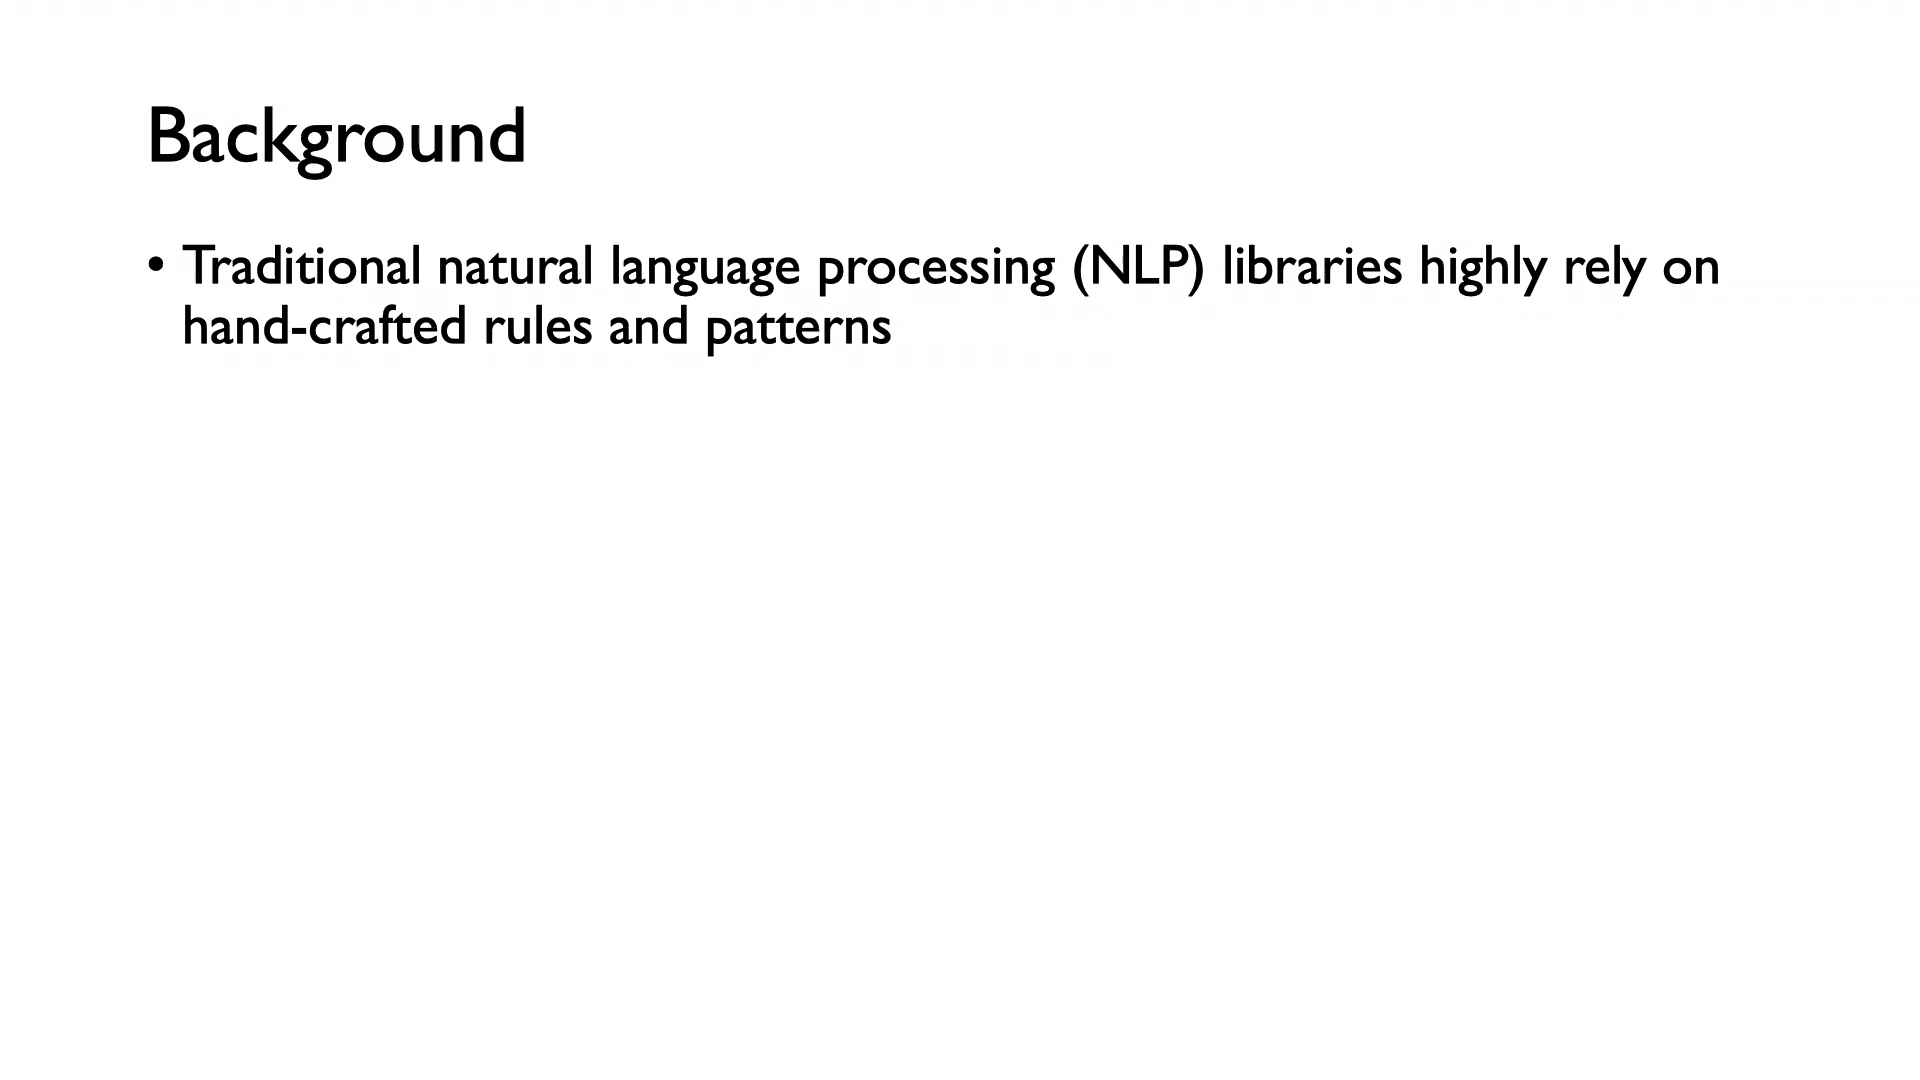 Background
• Traditional natural language processing (NLP) libraries highly rely on
hand-crafted rules and patterns